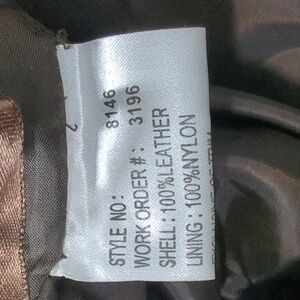 STYLE NO: 8146
WORK ORDER #: 3196
SHELL: 100% LEATHER
LINING: 100% NYLON